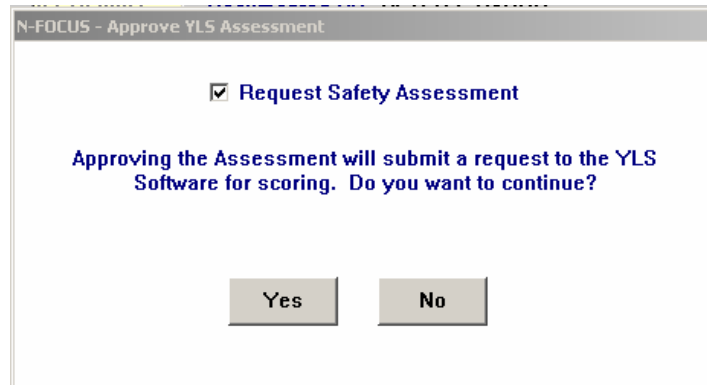 N-FOCUS - Approve YLS Assessment
Request Safety Assessment
Approving the Assessment will submit a request to the YLS
Software for scoring. Do you want to continue?
Yes No